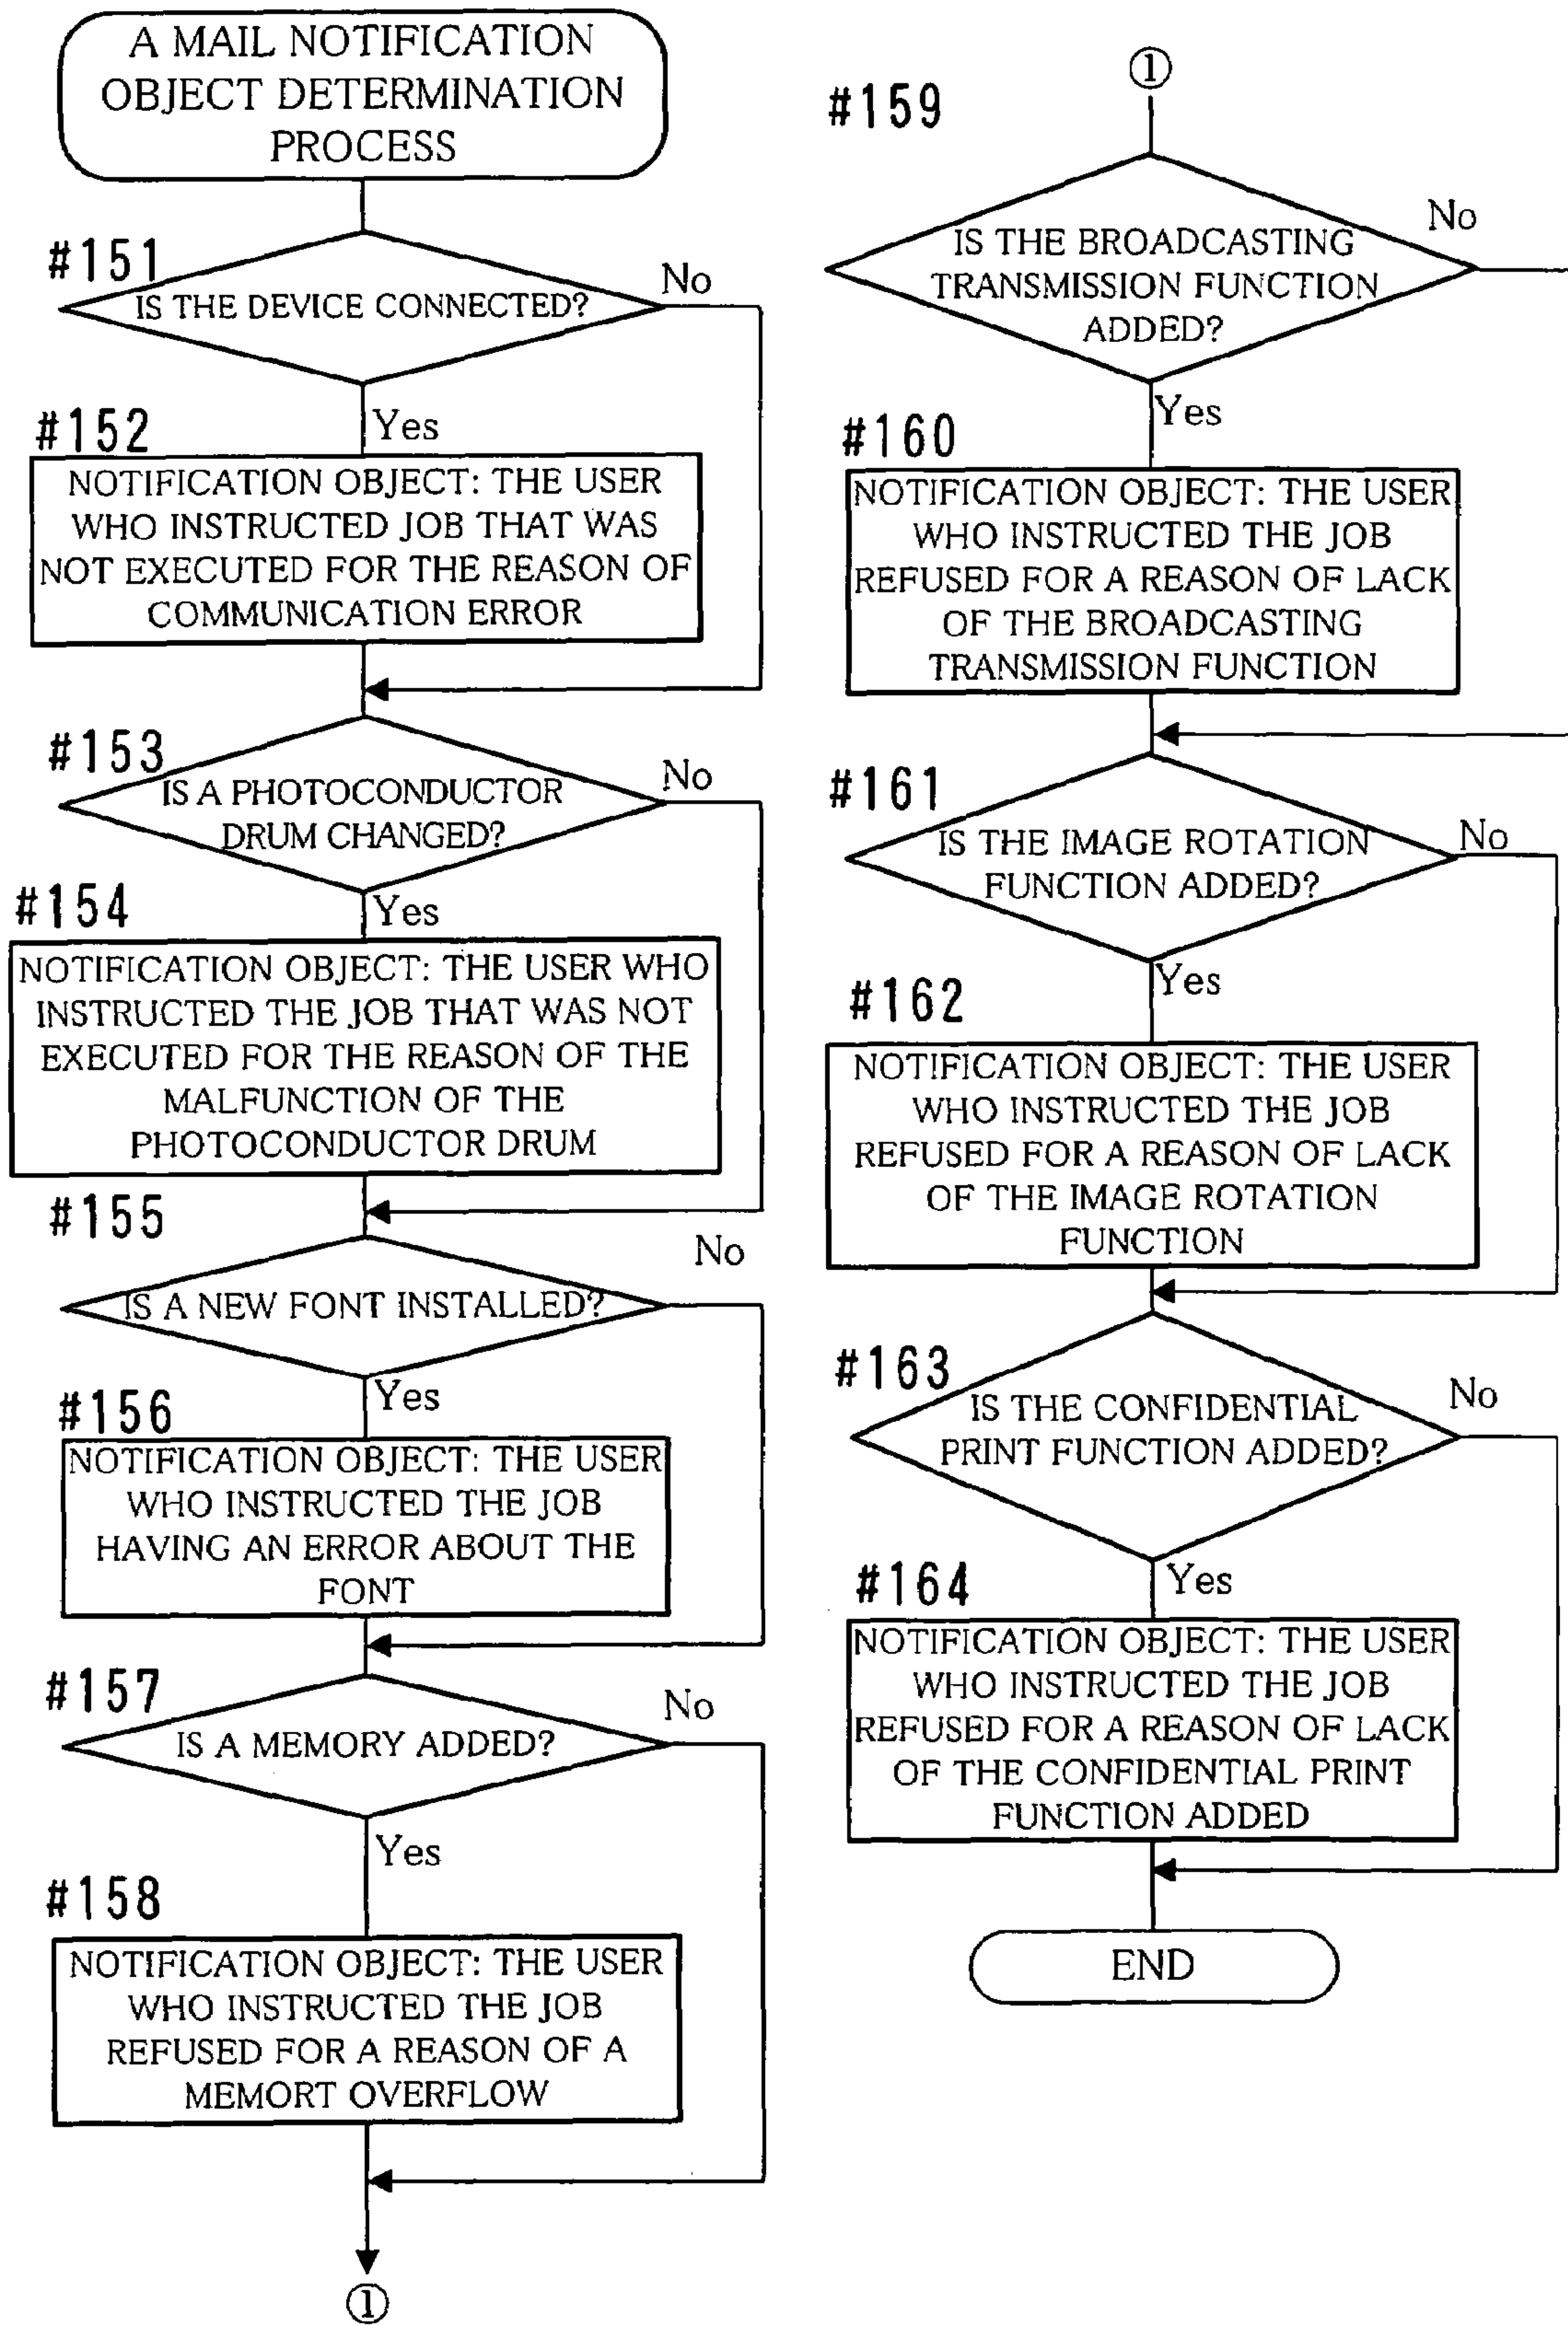 A MAIL NOTIFICATION
OBJECT DETERMINATION
PROCESS
#151
IS THE DEVICE CONNECTED?
No
Yes
#152
NOTIFICATION OBJECT: THE USER
WHO INSTRUCTED JOB THAT WAS
NOT EXECUTED FOR THE REASON OF
COMMUNICATION ERROR
#153
IS A PHOTOCONDUCTOR
DRUM CHANGED?
No
Yes
#154
NOTIFICATION OBJECT: THE USER WHO
INSTRUCTED THE JOB THAT WAS NOT
EXECUTED FOR THE REASON OF THE
MALFUNCTION OF THE
PHOTOCONDUCTOR DRUM
#155
No
IS A NEW FONT INSTALLED?
Yes
#156
NOTIFICATION OBJECT: THE USER
WHO INSTRUCTED THE JOB
HAVING AN ERROR ABOUT THE
FONT
#157
No
IS A MEMORY ADDED?
Yes
#158
NOTIFICATION OBJECT: THE USER
WHO INSTRUCTED THE JOB
REFUSED FOR A REASON OF A
MEMORT OVERFLOW
①
①
#159
No
IS THE BROADCASTING
TRANSMISSION FUNCTION
ADDED?
Yes
#160
NOTIFICATION OBJECT: THE USER
WHO INSTRUCTED THE JOB
REFUSED FOR A REASON OF LACK
OF THE BROADCASTING
TRANSMISSION FUNCTION
#161
No
IS THE IMAGE ROTATION
FUNCTION ADDED?
Yes
#162
NOTIFICATION OBJECT: THE USER
WHO INSTRUCTED THE JOB
REFUSED FOR A REASON OF LACK
OF THE IMAGE ROTATION
FUNCTION
#163
No
IS THE CONFIDENTIAL
PRINT FUNCTION ADDED?
Yes
#164
NOTIFICATION OBJECT: THE USER
WHO INSTRUCTED THE JOB
REFUSED FOR A REASON OF LACK
OF THE CONFIDENTIAL PRINT
FUNCTION ADDED
END